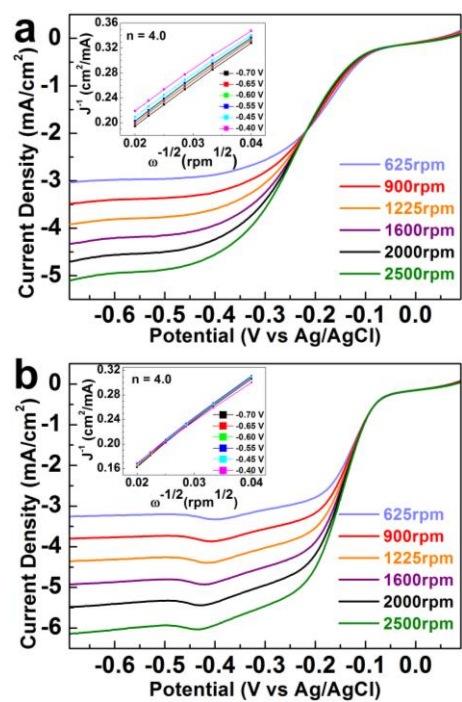 a
n = 4.0
J⁻¹ (cm²/mA)
0.36
0.32
0.28
0.24
0.20
0.02
0.03
0.04
ω⁻¹/² (rpm¹/²)
-0.70 V
-0.65 V
-0.60 V
-0.55 V
-0.45 V
-0.40 V
Current Density (mA/cm²)
0
-1
-2
-3
-4
-5
625rpm
900rpm
1225rpm
1600rpm
2000rpm
2500rpm
-0.6 -0.5 -0.4 -0.3 -0.2 -0.1 0.0
Potential (V vs Ag/AgCl)
b
n = 4.0
J⁻¹ (cm²/mA)
0.32
0.28
0.24
0.20
0.16
0.02
0.03
0.04
ω⁻¹/² (rpm¹/²)
-0.70 V
-0.65 V
-0.60 V
-0.55 V
-0.45 V
-0.40 V
Current Density (mA/cm²)
0
-1
-2
-3
-4
-5
-6
625rpm
900rpm
1225rpm
1600rpm
2000rpm
2500rpm
-0.6 -0.5 -0.4 -0.3 -0.2 -0.1 0.0
Potential (V vs Ag/AgCl)